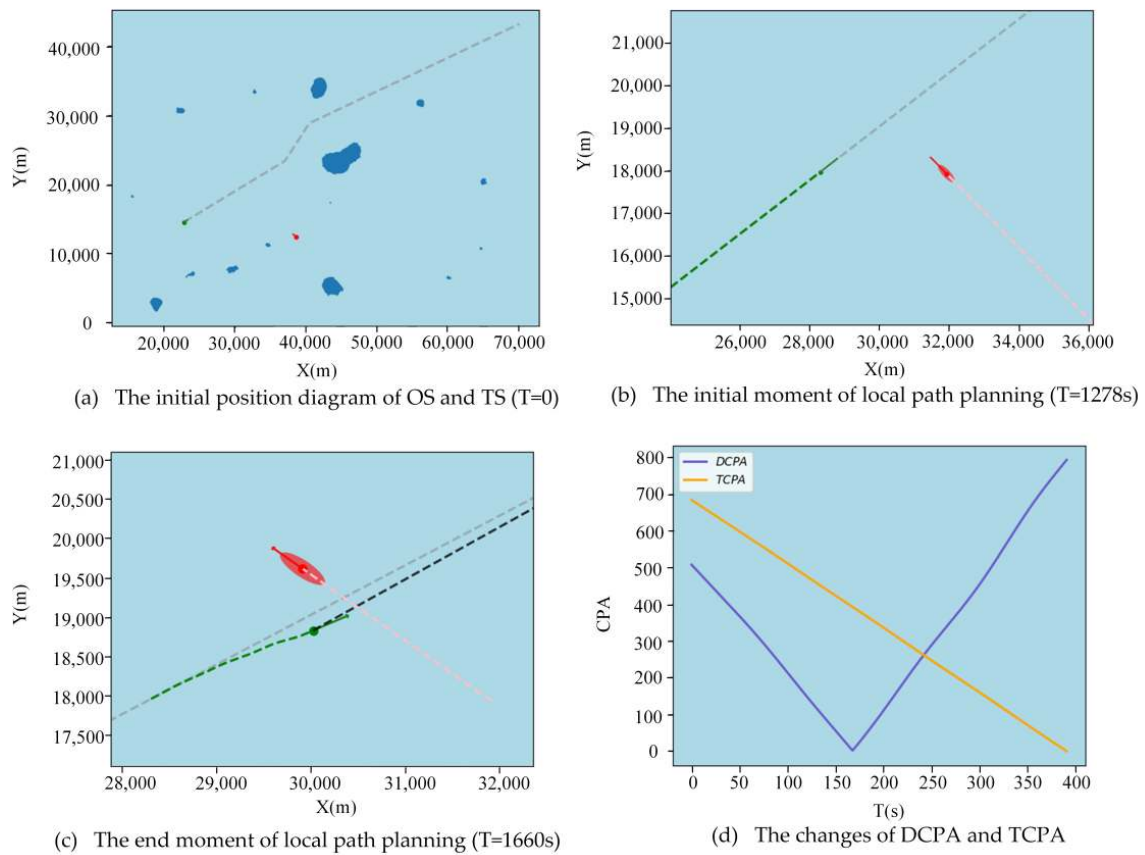 40,000
30,000
20,000
10,000
0
Y(m)
20,000 30,000 40,000 50,000 60,000 70,000
X(m)
(a) The initial position diagram of OS and TS (T=0)
21,000
20,000
19,000
18,000
17,000
16,000
15,000
Y(m)
26,000 28,000 30,000 32,000 34,000 36,000
X(m)
(b) The initial moment of local path planning (T=1278s)
21,000
20,500
20,000
19,500
19,000
18,500
18,000
17,500
Y(m)
28,000 29,000 30,000 31,000 32,000
X(m)
(c) The end moment of local path planning (T=1660s)
DCPA
TCPA
800
700
600
500
400
300
200
100
0
CPA
0 50 100 150 200 250 300 350 400
T(s)
(d) The changes of DCPA and TCPA